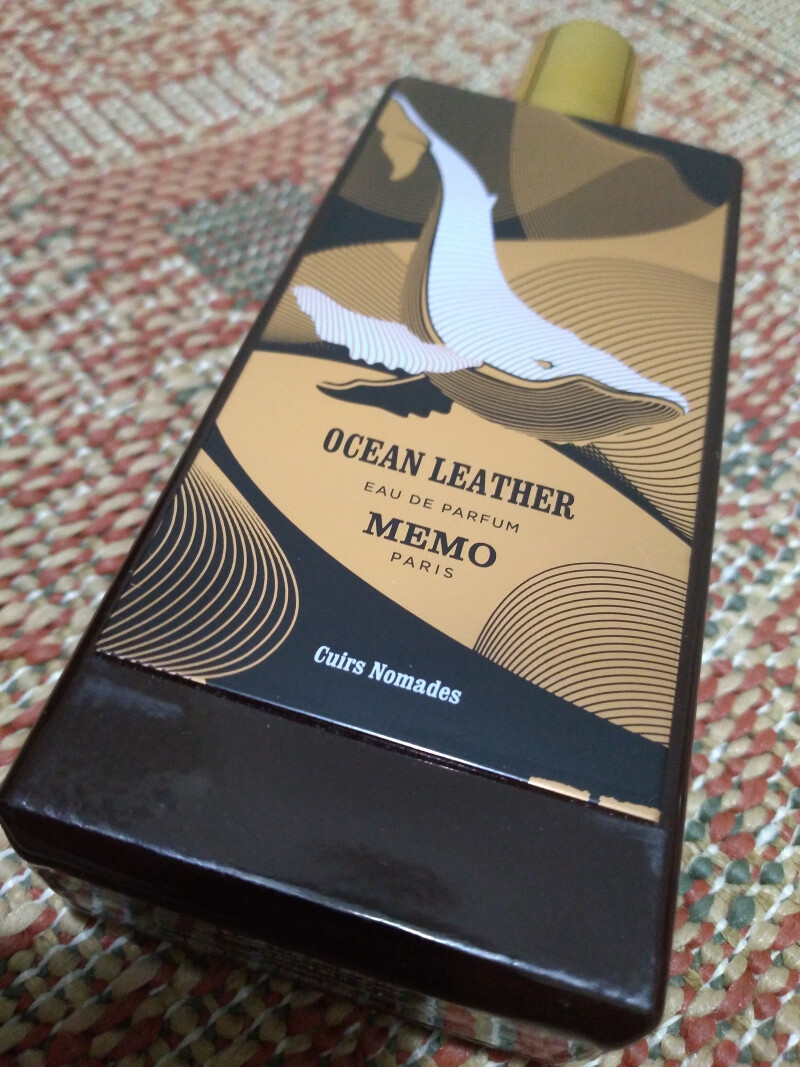 OCEAN LEATHER
EAU DE PARFUM
MEMO
PARIS
Cuirs Nomades